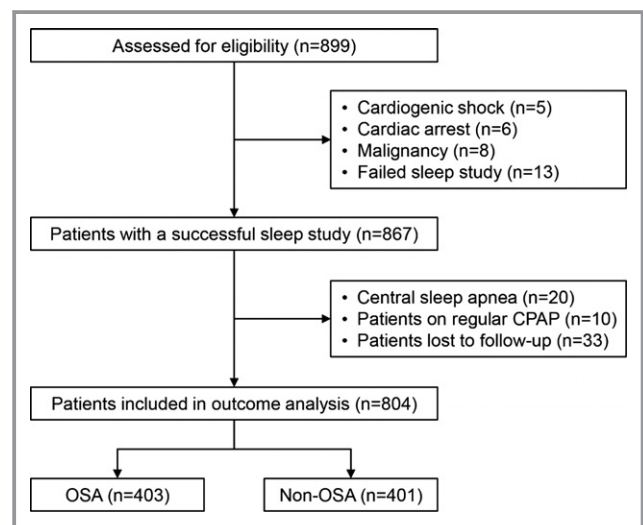 Assessed for eligibility (n=899)
• Cardiogenic shock (n=5)
• Cardiac arrest (n=6)
• Malignancy (n=8)
• Failed sleep study (n=13)
Patients with a successful sleep study (n=867)
• Central sleep apnea (n=20)
• Patients on regular CPAP (n=10)
• Patients lost to follow-up (n=33)
Patients included in outcome analysis (n=804)
OSA (n=403)
Non-OSA (n=401)